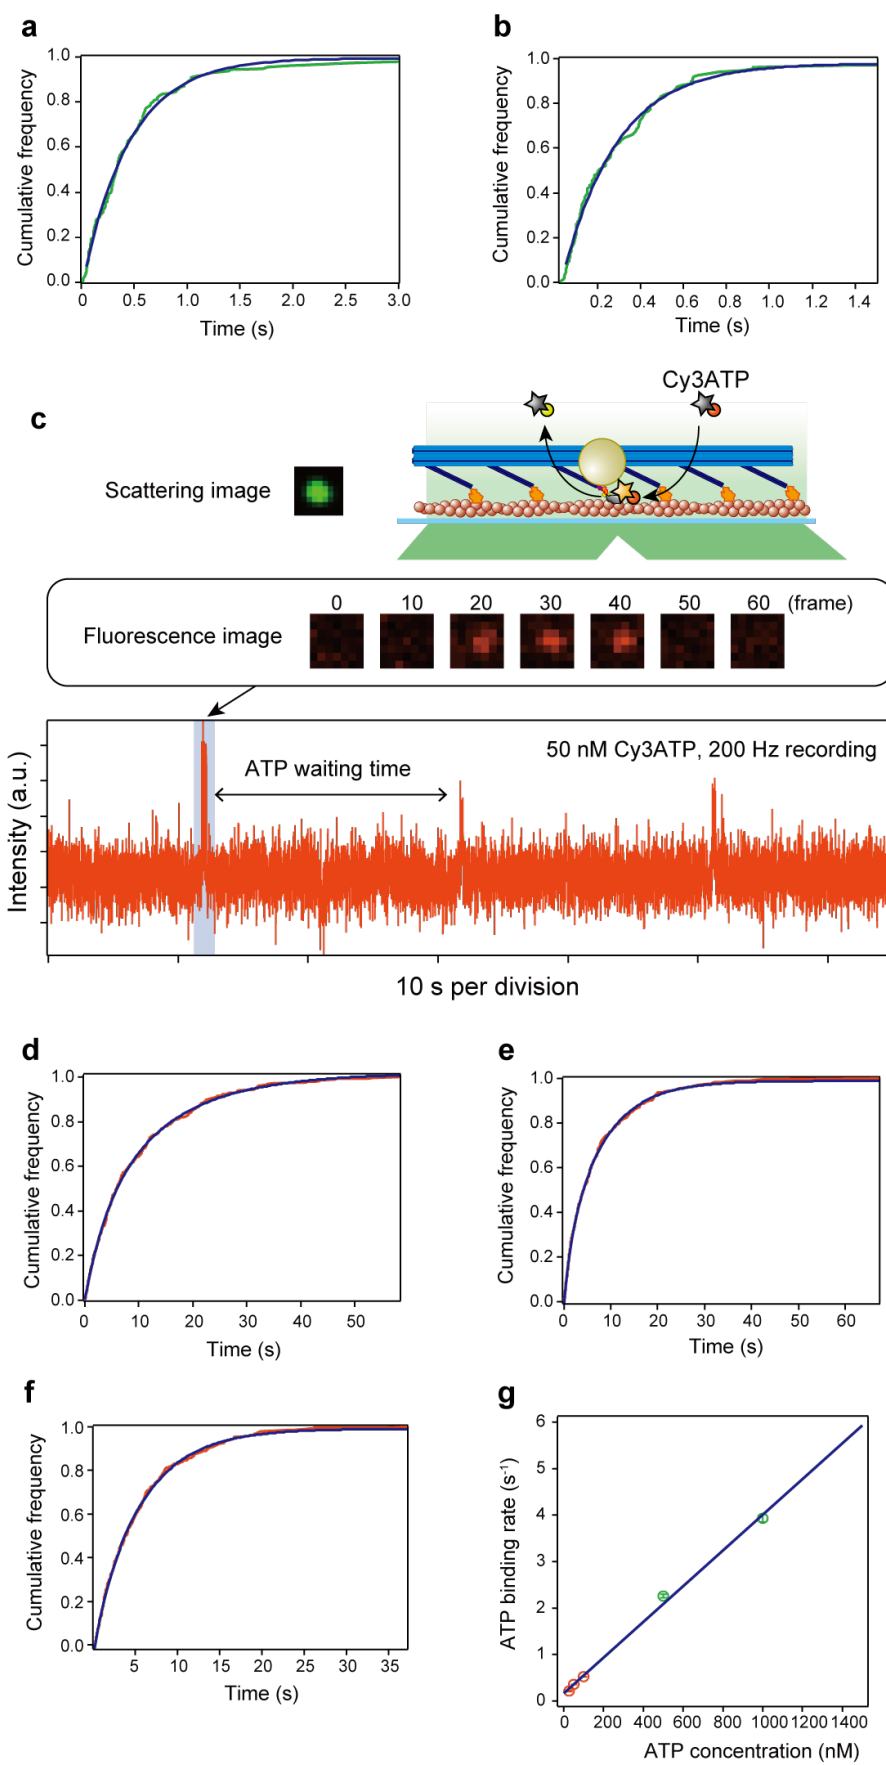 a
Cumulative frequency
1.0
0.8
0.6
0.4
0.2
0.0
0 0.5 1.0 1.5 2.0 2.5 3.0
Time (s)
b
Cumulative frequency
1.0
0.8
0.6
0.4
0.2
0.0
0.2 0.4 0.6 0.8 1.0 1.2 1.4
Time (s)
c
Cy3ATP
Scattering image
0 10 20 30 40 50 60 (frame)
Fluorescence image
50 nM Cy3ATP, 200 Hz recording
ATP waiting time
Intensity (a.u.)
10 s per division
d
Cumulative frequency
1.0
0.8
0.6
0.4
0.2
0.0
0 10 20 30 40 50
Time (s)
e
Cumulative frequency
1.0
0.8
0.6
0.4
0.2
0.0
0 10 20 30 40 50 60
Time (s)
f
Cumulative frequency
1.0
0.8
0.6
0.4
0.2
0.0
5 10 15 20 25 30 35
Time (s)
g
ATP binding rate (s⁻¹)
6
5
4
3
2
1
0
0 200 400 600 800 1000 1200 1400
ATP concentration (nM)